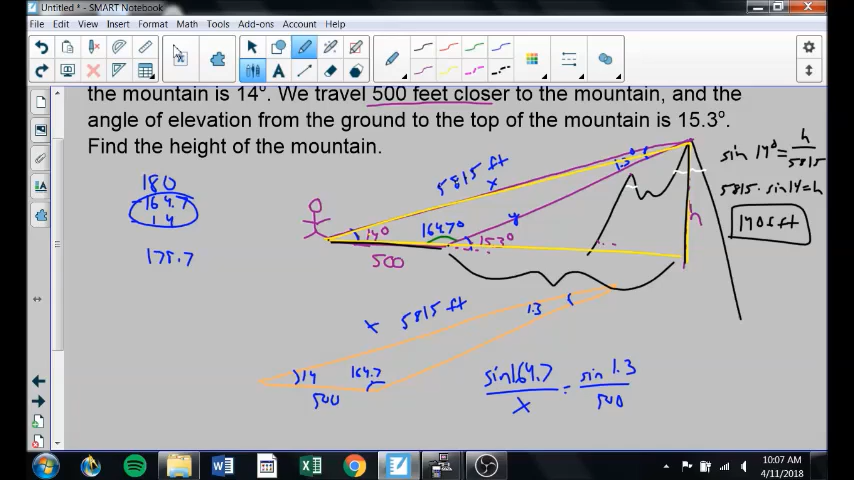 Untitled * - SMART Notebook
File Edit View Insert Format Math Tools Add-ons Account Help
the mountain is 14°. We travel 500 feet closer to the mountain, and the
angle of elevation from the ground to the top of the mountain is 15.3°.
Find the height of the mountain.
180
164.7
14
178.7
5815 ft
x
1.3°
14°
164.7°
15.3°
y
h
500
sin 14° = h / 5815
5815 · sin 14 = h
1405 ft
x 5815 ft
1.3
14
164.7
500
sin 164.7 / x = sin 1.3 / 500
10:07 AM
4/11/2018